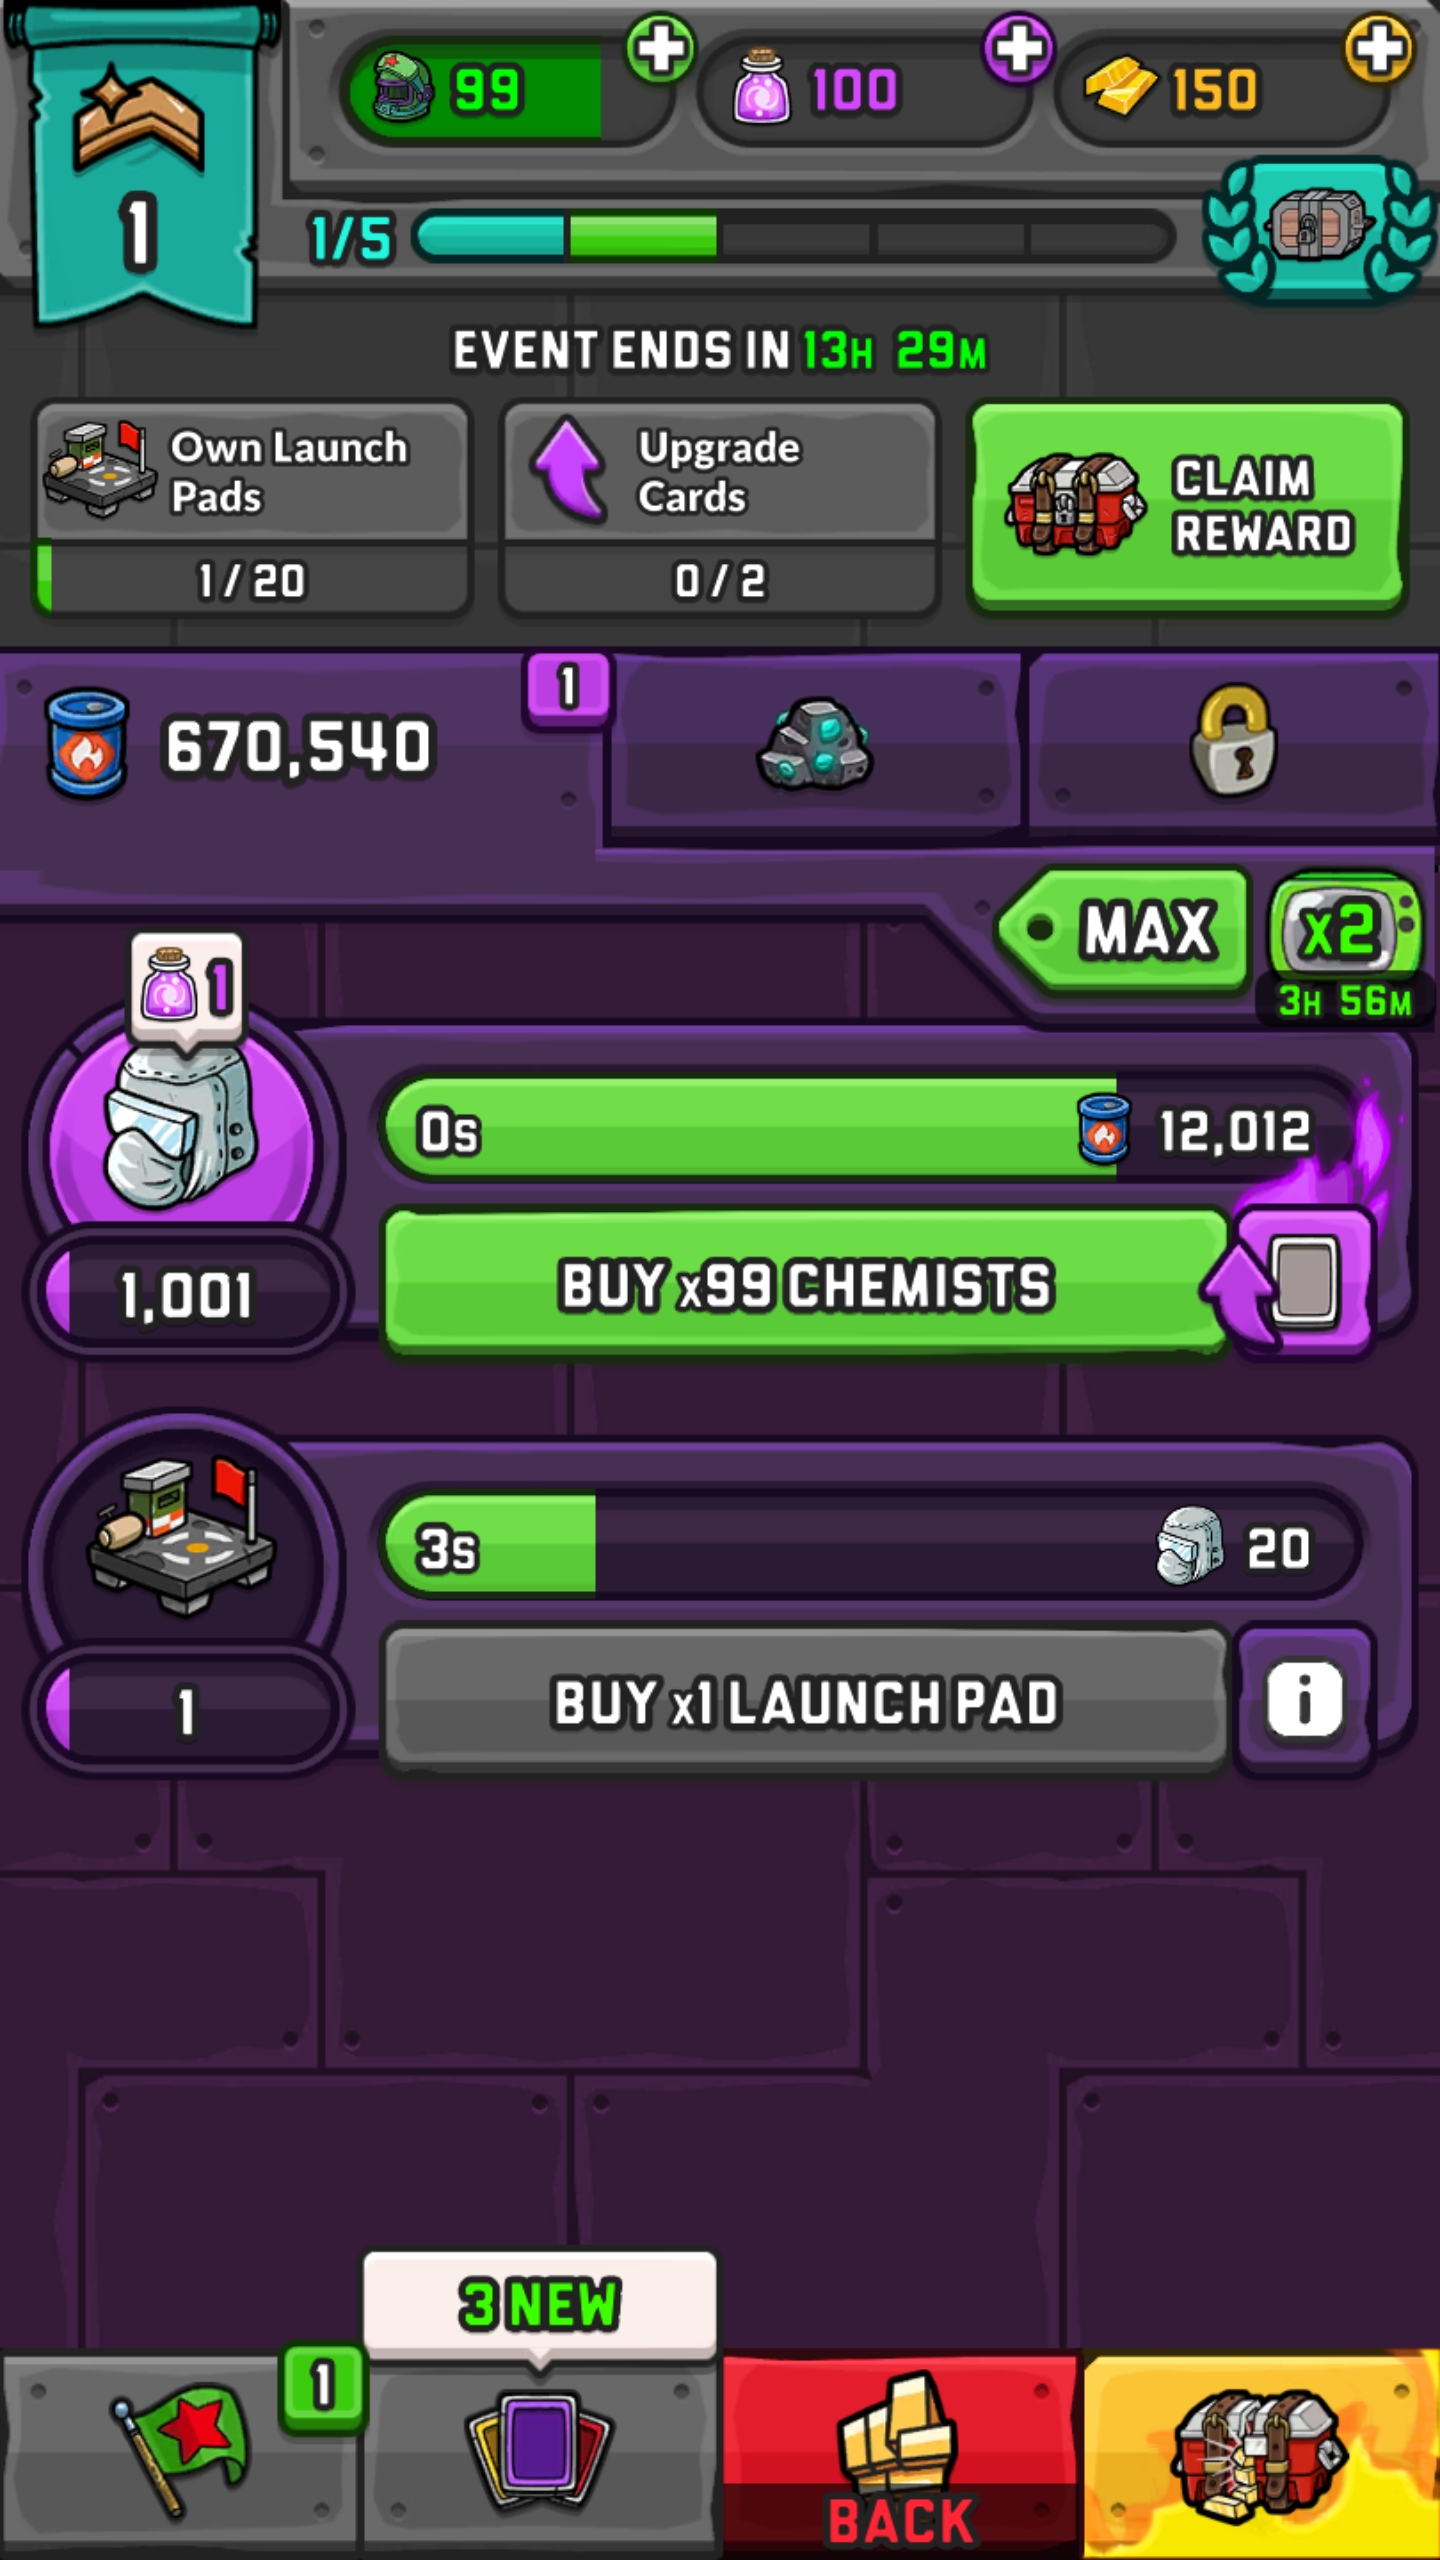 99
100
150
1
1/5
EVENT ENDS IN 13H 29M
Own Launch
Pads
1 / 20
Upgrade
Cards
0 / 2
CLAIM
REWARD
670,540
1
MAX
x2
3H 56M
1
0s
12,012
BUY x99 CHEMISTS
1,001
3s
20
BUY x1 LAUNCH PAD
1
i
3 NEW
1
BACK